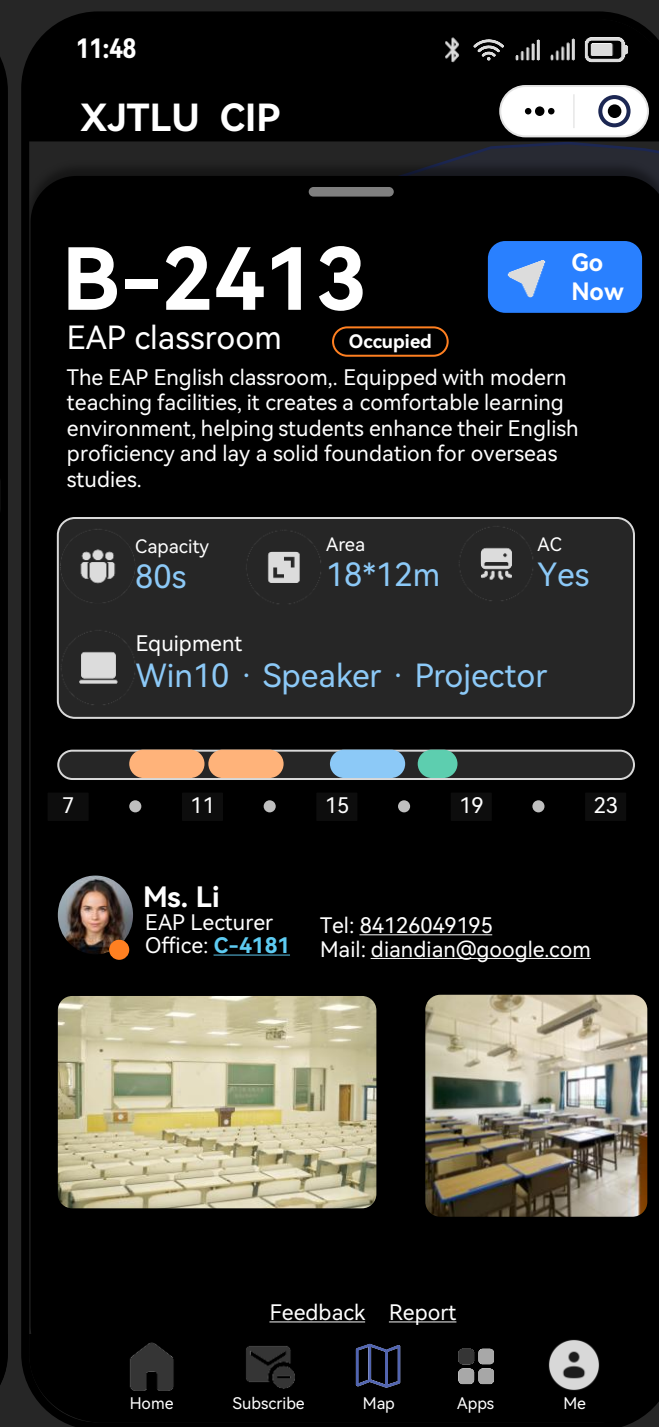 11:48
XJTLU CIP
B-2413
Go
Now
EAP classroom
Occupied
The EAP English classroom,. Equipped with modern
teaching facilities, it creates a comfortable learning
environment, helping students enhance their English
proficiency and lay a solid foundation for overseas
studies.
Capacity
80s
Area
18*12m
AC
Yes
Equipment
Win10 · Speaker · Projector
7 11 15 19 23
Ms. Li
EAP Lecturer
Office: C-4181
Tel: 84126049195
Mail: diandian@google.com
Feedback Report
Home Subscribe Map Apps Me